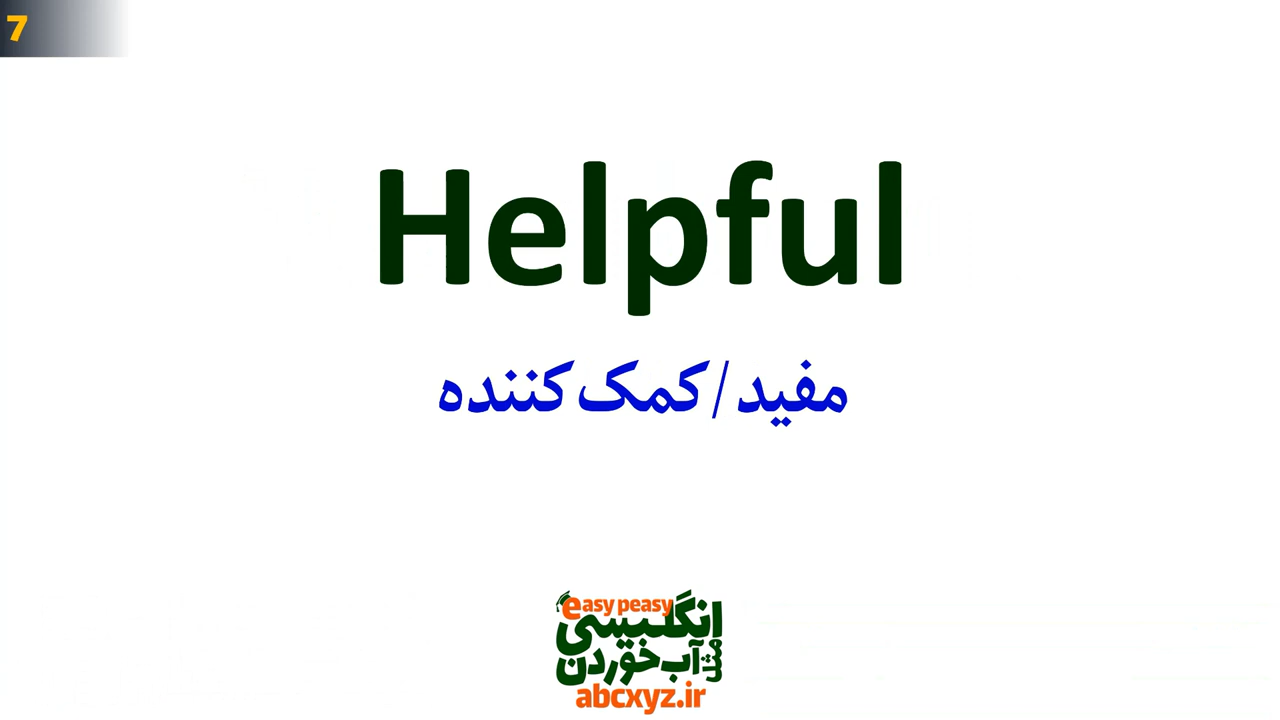 7
Helpful
مفید/کمک کننده
easy peasy
انگلیسی
مثل آب خوردن
abcxyz.ir